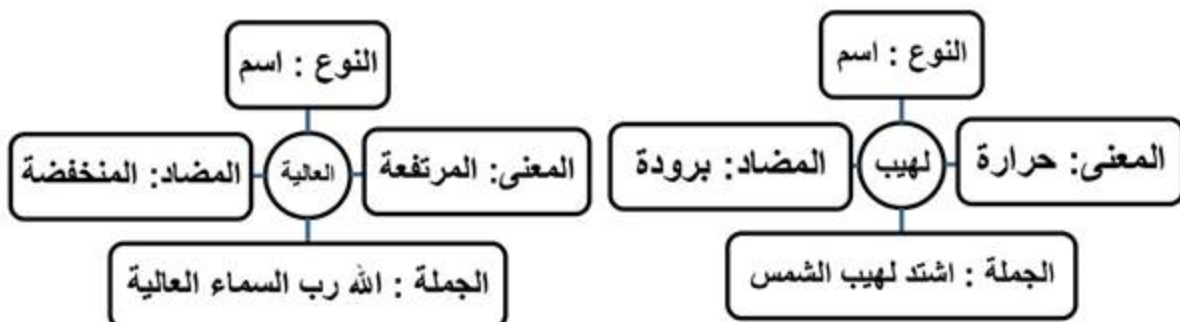 النوع : اسم
المعنى: حرارة
لهيب
المضاد: برودة
الجملة : اشتد لهيب الشمس
النوع : اسم
المعنى: المرتفعة
العالية
المضاد: المنخفضة
الجملة : الله رب السماء العالية